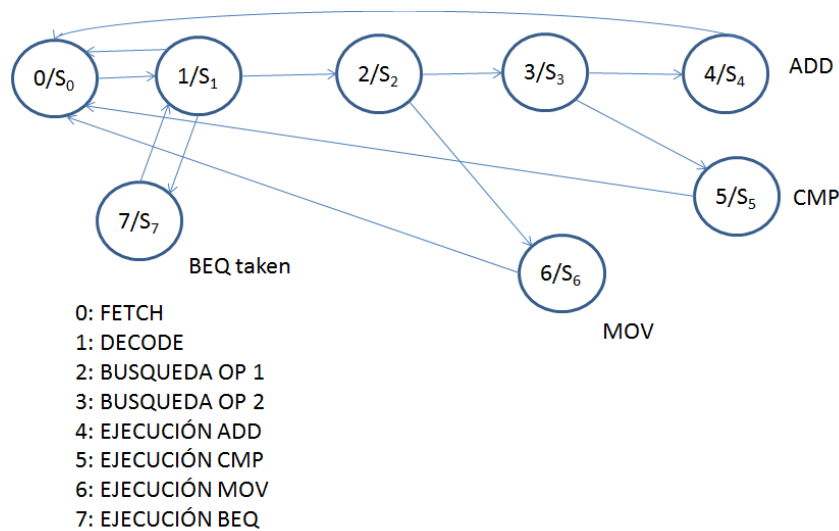 0/S0
1/S1
2/S2
3/S3
4/S4
ADD
5/S5
CMP
7/S7
BEQ taken
6/S6
MOV
0: FETCH
1: DECODE
2: BUSQUEDA OP 1
3: BUSQUEDA OP 2
4: EJECUCIÓN ADD
5: EJECUCIÓN CMP
6: EJECUCIÓN MOV
7: EJECUCIÓN BEQ